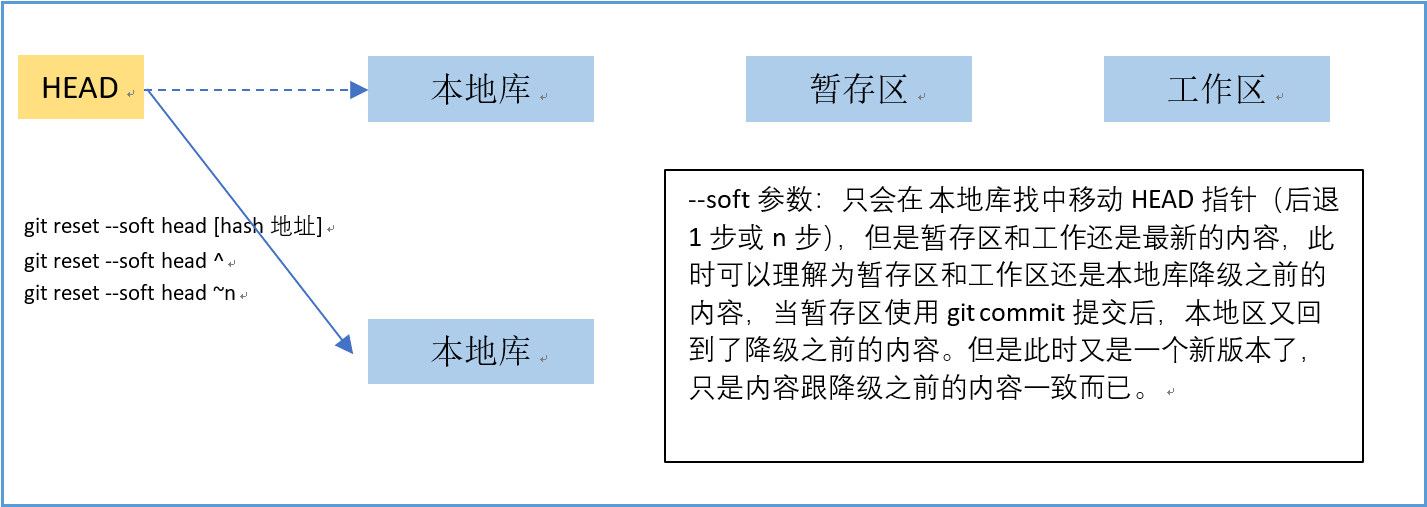 HEAD
本地库
暂存区
工作区
git reset --soft head [hash 地址]
git reset --soft head ^
git reset --soft head ~n
本地库
--soft 参数：只会在 本地库找中移动 HEAD 指针（后退
1 步或 n 步），但是暂存区和工作还是最新的内容，此
时可以理解为暂存区和工作区还是本地库降级之前的
内容，当暂存区使用 git commit 提交后，本地区又回
到了降级之前的内容。但是此时又是一个新版本了，
只是内容跟降级之前的内容一致而已。